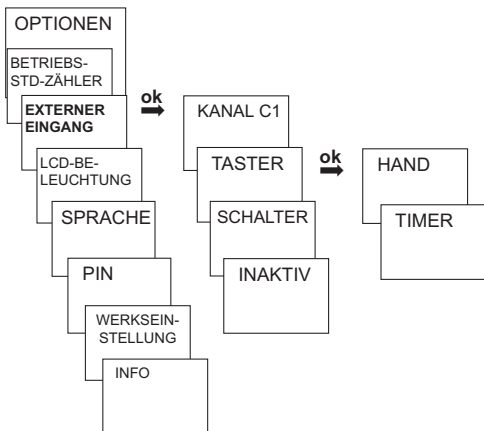 OPTIONEN
BETRIEBS-
STD-ZÄHLER
EXTERNER
EINGANG
LCD-BE-
LEUCHTUNG
SPRACHE
PIN
WERKSEIN-
STELLUNG
INFO
ok
KANAL C1
TASTER
SCHALTER
INAKTIV
ok
HAND
TIMER